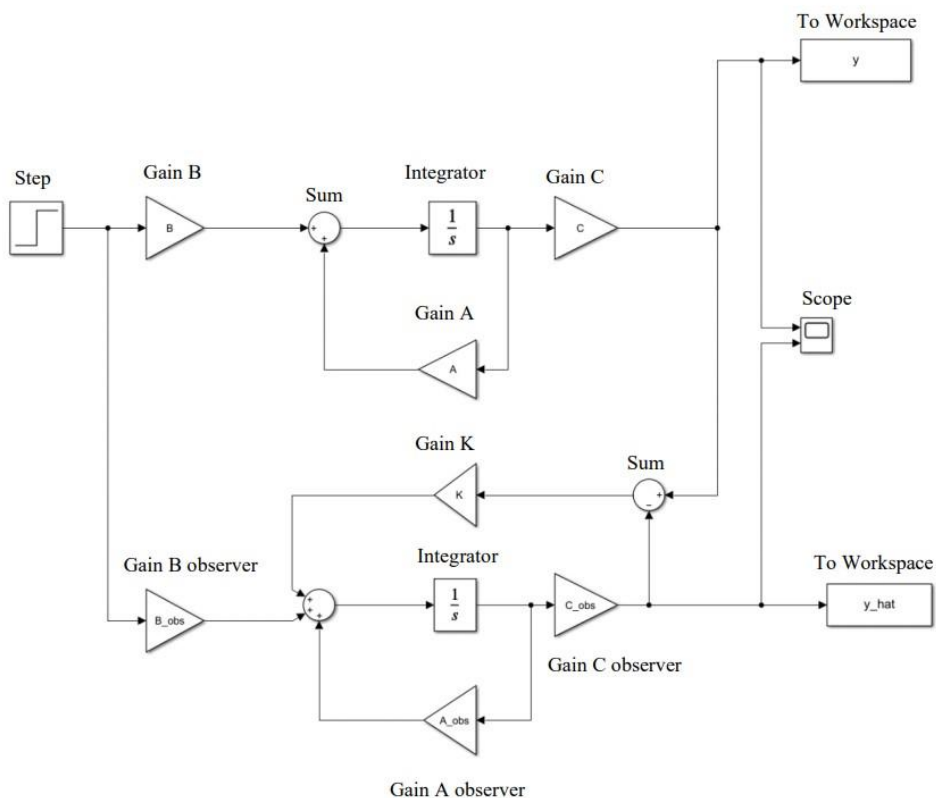 To Workspace
y
Step
Gain B
Sum
Integrator
Gain C
B
+
+
1
s
C
Gain A
A
Scope
Gain K
K
Sum
+
−
Gain B observer
B_obs
+
+
+
Integrator
1
s
C_obs
To Workspace
y_hat
Gain C observer
A_obs
Gain A observer